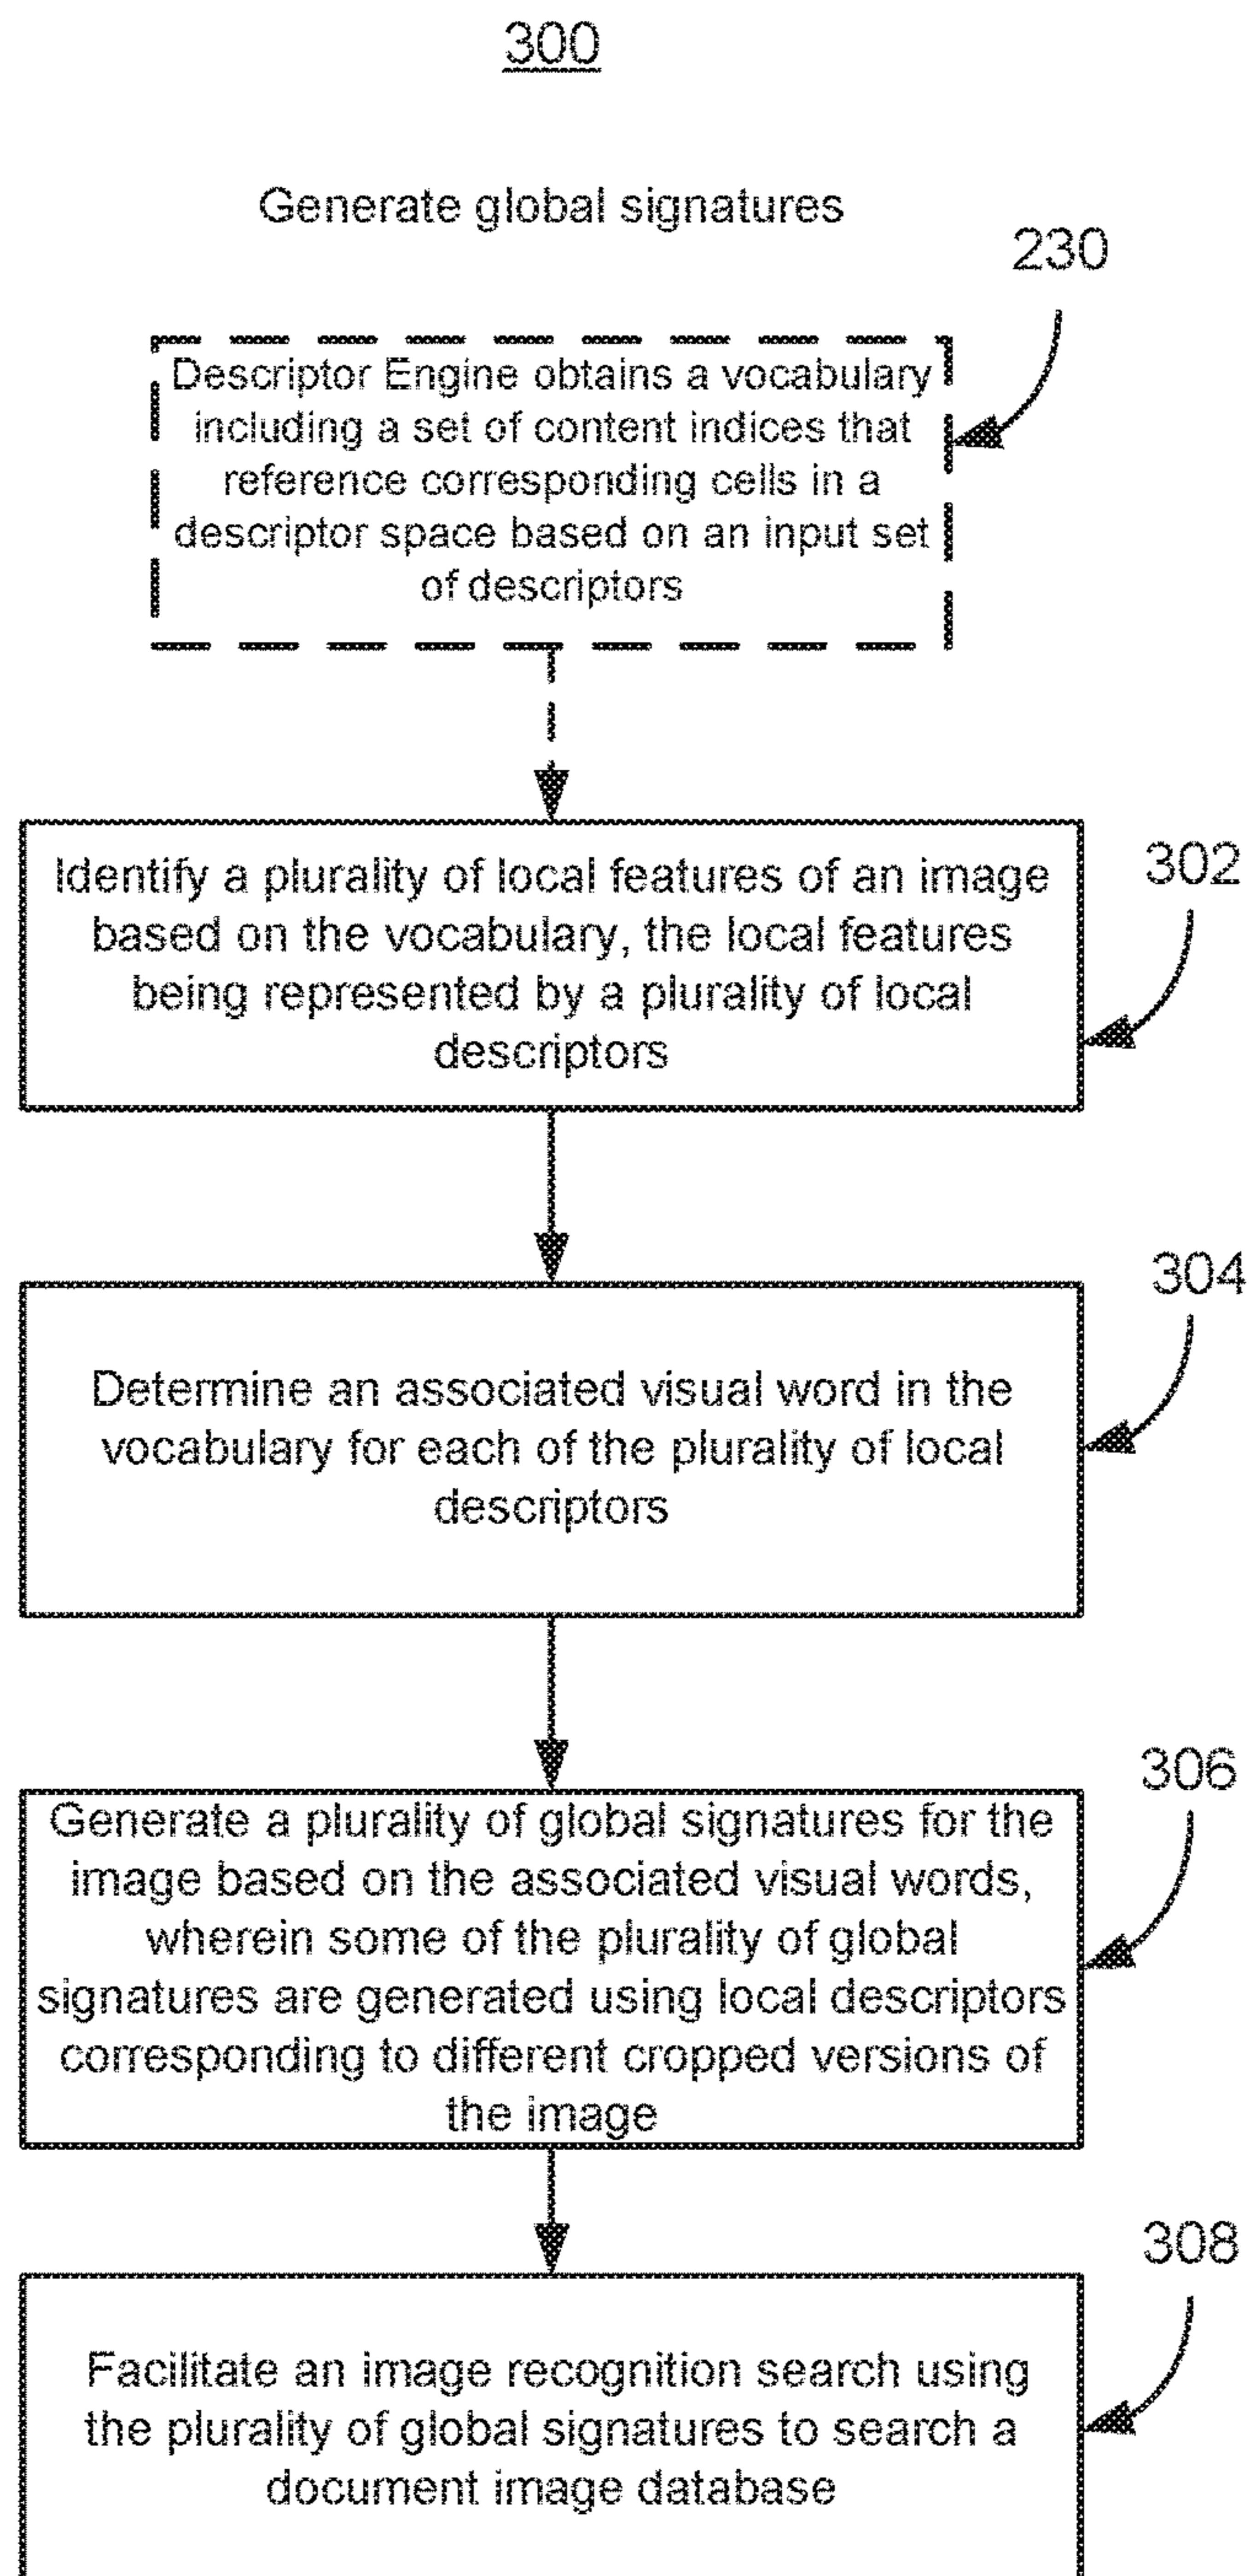 300
Generate global signatures
230
Descriptor Engine obtains a vocabulary
including a set of content indices that
reference corresponding cells in a
descriptor space based on an input set
of descriptors
302
Identify a plurality of local features of an image
based on the vocabulary, the local features
being represented by a plurality of local
descriptors
304
Determine an associated visual word in the
vocabulary for each of the plurality of local
descriptors
306
Generate a plurality of global signatures for the
image based on the associated visual words,
wherein some of the plurality of global
signatures are generated using local descriptors
corresponding to different cropped versions of
the image
308
Facilitate an image recognition search using
the plurality of global signatures to search a
document image database